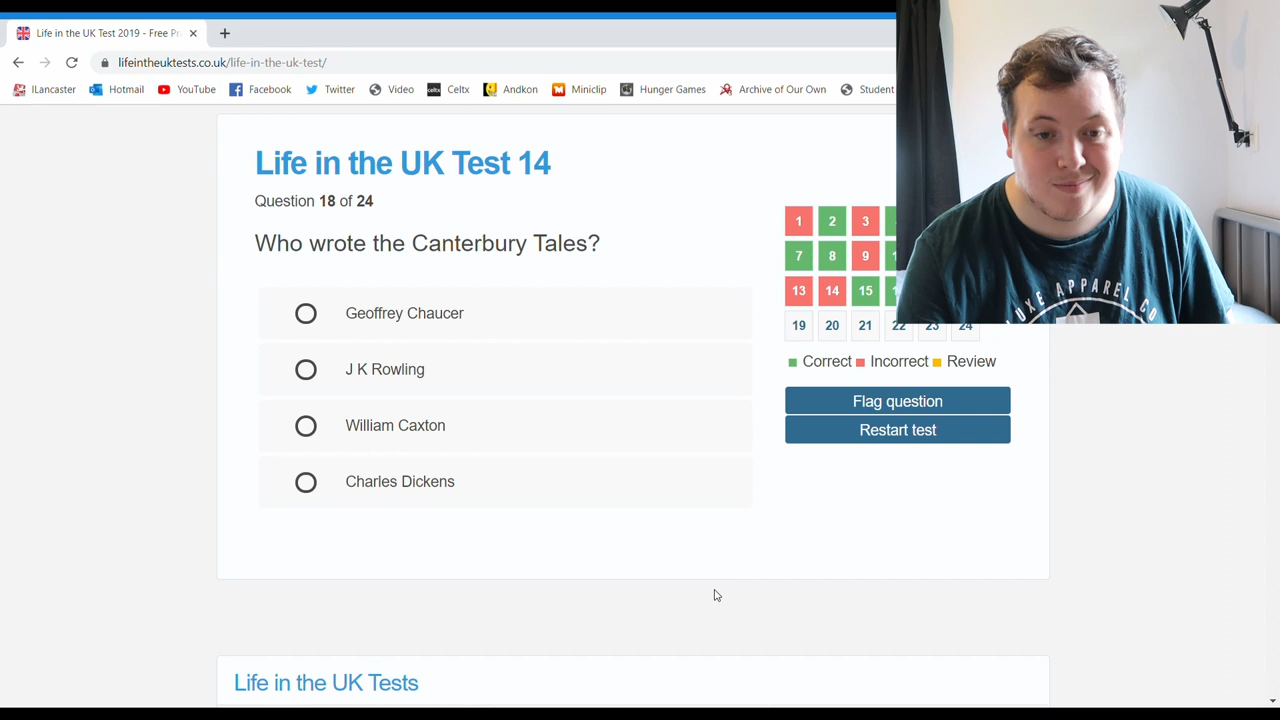 Life in the UK Test 2019 - Free Pr
lifeintheuktests.co.uk/life-in-the-uk-test/
ILancaster Hotmail YouTube Facebook Twitter Video Celtx Andkon Miniclip Hunger Games Archive of Our Own Student
Life in the UK Test 14
Question 18 of 24
Who wrote the Canterbury Tales?
Geoffrey Chaucer
J K Rowling
William Caxton
Charles Dickens
1 2 3
7 8 9
13 14 15
19 20 21 22 23 24
Correct Incorrect Review
Flag question
Restart test
Life in the UK Tests
UXE APPAREL CO